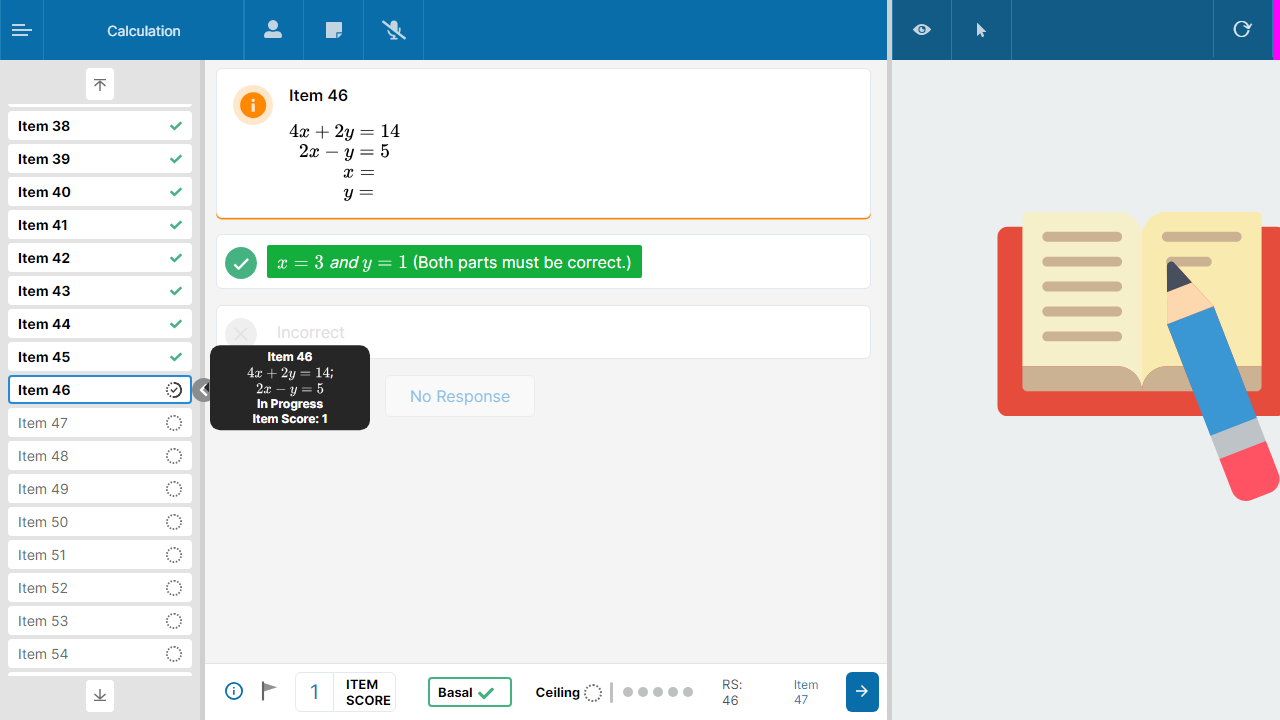 Calculation
Item 38
Item 39
Item 40
Item 41
Item 42
Item 43
Item 44
Item 45
Item 46
Item 47
Item 48
Item 49
Item 50
Item 51
Item 52
Item 53
Item 54
Item 46
4x + 2y = 14
2x − y = 5
x =
y =
x = 3 and y = 1 (Both parts must be correct.)
Incorrect
Item 46
4x + 2y = 14;
2x − y = 5
In Progress
Item Score: 1
No Response
1
ITEM
SCORE
Basal
Ceiling
RS:
46
Item
47